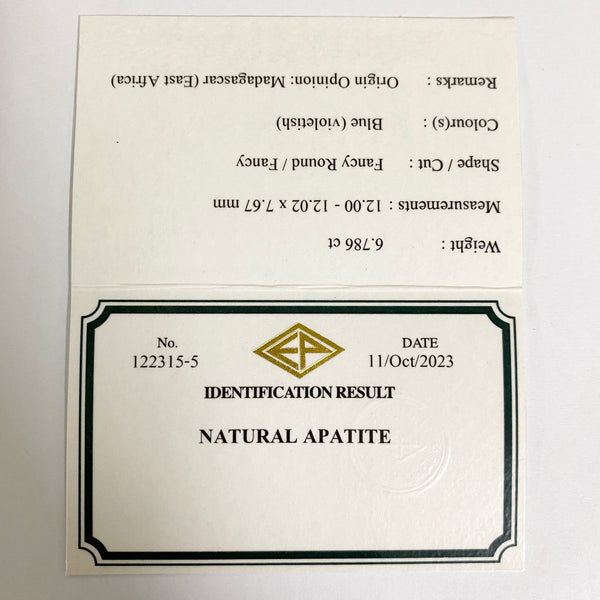 Weight : 6.786 ct
Measurements : 12.00 - 12.02 x 7.67 mm
Shape / Cut : Fancy Round / Fancy
Colour(s) : Blue (violetish)
Remarks : Origin Opinion: Madagascar (East Africa)
No. EP DATE
122315-5 11/Oct/2023
IDENTIFICATION RESULT
NATURAL APATITE